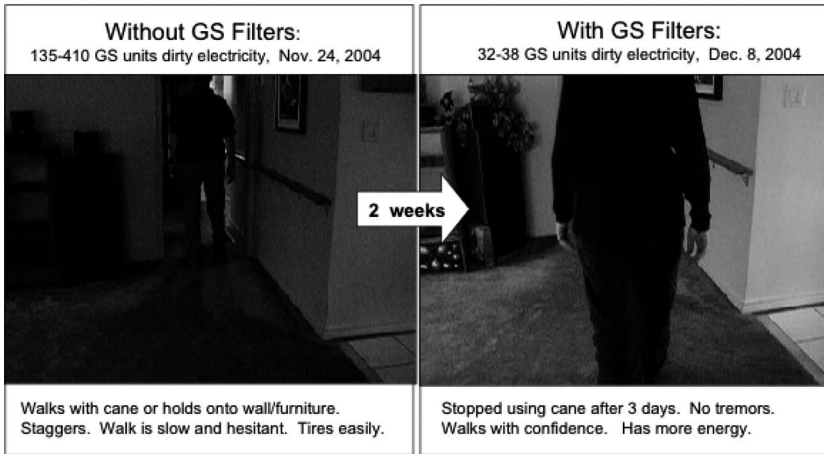 Without GS Filters:
135-410 GS units dirty electricity, Nov. 24, 2004
Walks with cane or holds onto wall/furniture.
Staggers. Walk is slow and hesitant. Tires easily.
2 weeks
With GS Filters:
32-38 GS units dirty electricity, Dec. 8, 2004
Stopped using cane after 3 days. No tremors.
Walks with confidence. Has more energy.